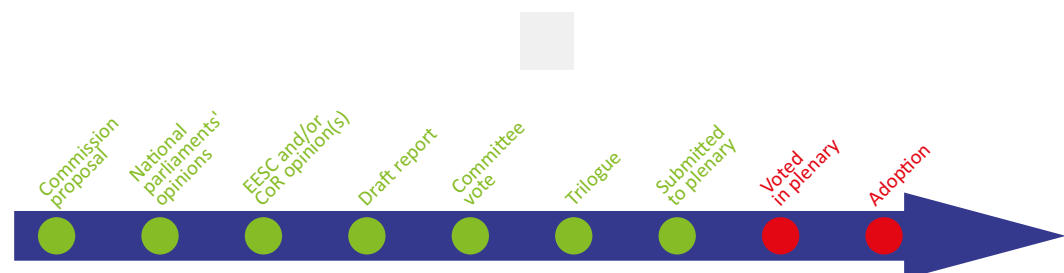 Commission
proposal
National
parliaments'
opinions
EESC and/or
CoR opinion(s)
Draft report
Committee
vote
Trilogue
Submitted
to plenary
Voted
in plenary
Adoption